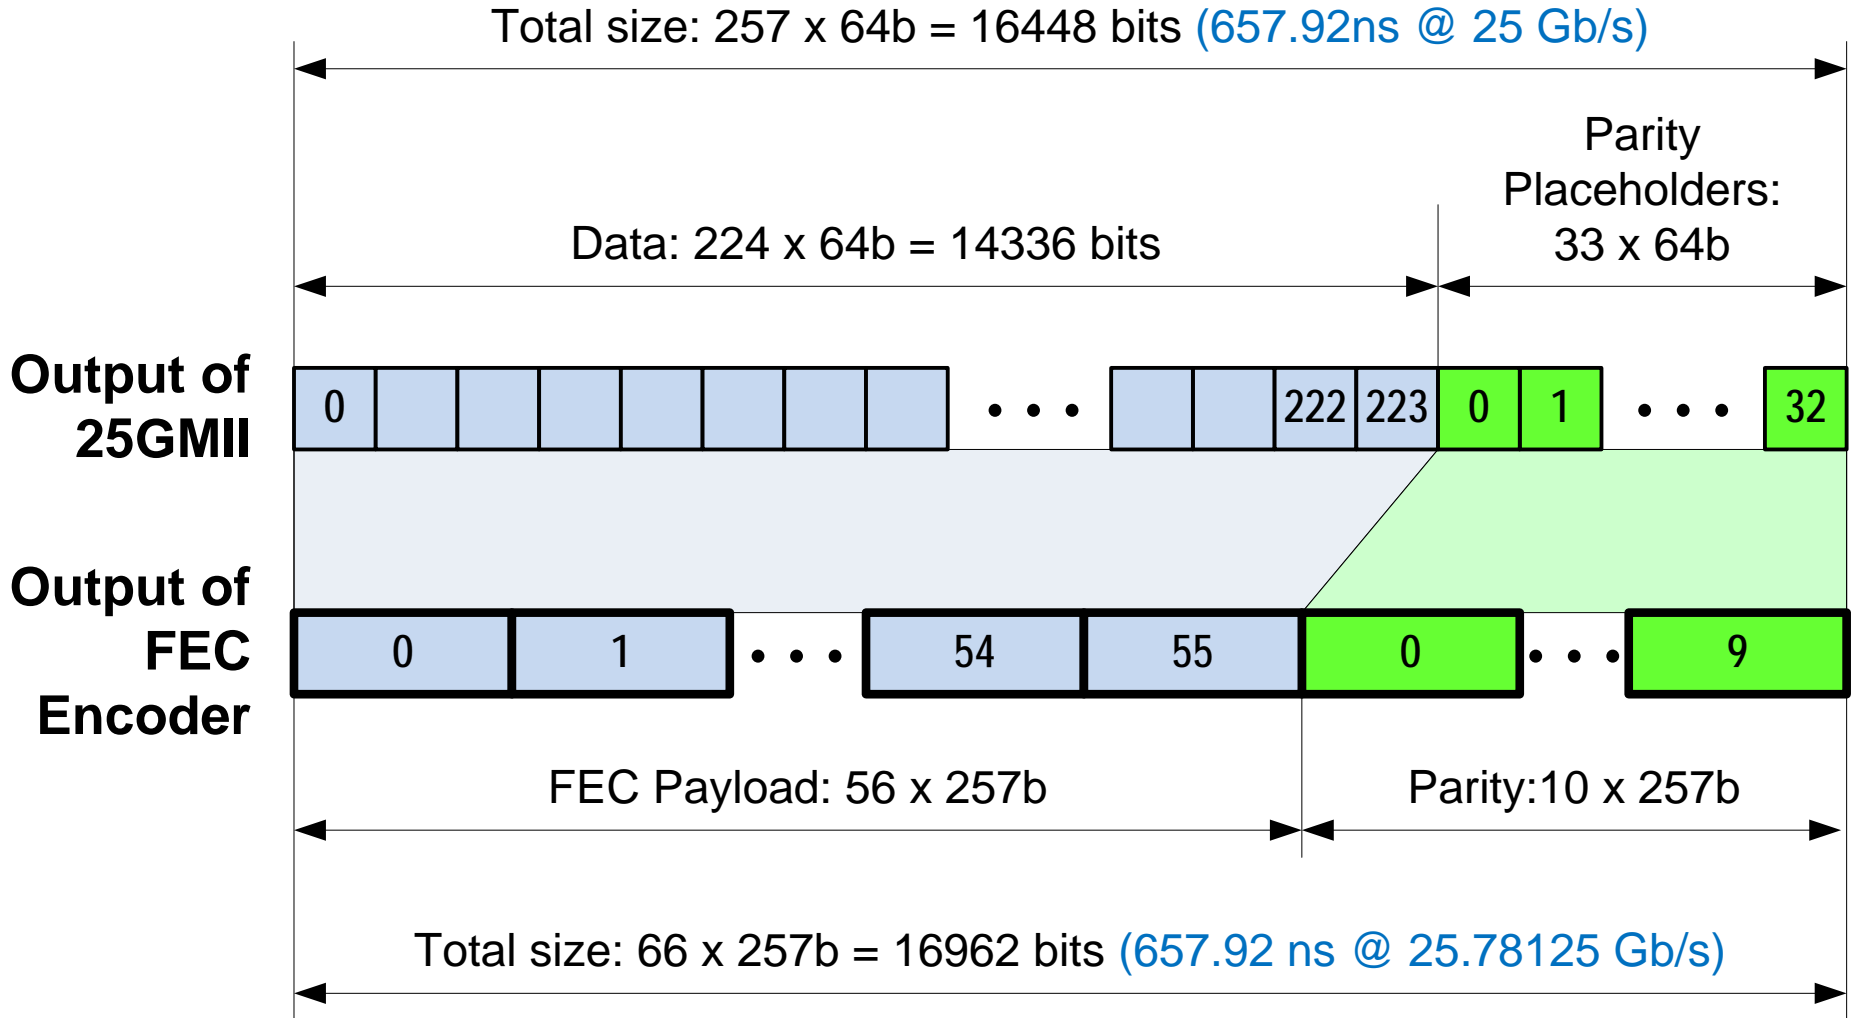 Total size: 257 x 64b = 16448 bits (657.92ns @ 25 Gb/s)
Parity
Placeholders:
33 x 64b
Data: 224 x 64b = 14336 bits
Output of
25GMII
0
222
223
0
1
• • •
32
Output of
FEC
Encoder
0
1
54
55
0
9
FEC Payload: 56 x 257b
Parity:10 x 257b
Total size: 66 x 257b = 16962 bits (657.92 ns @ 25.78125 Gb/s)